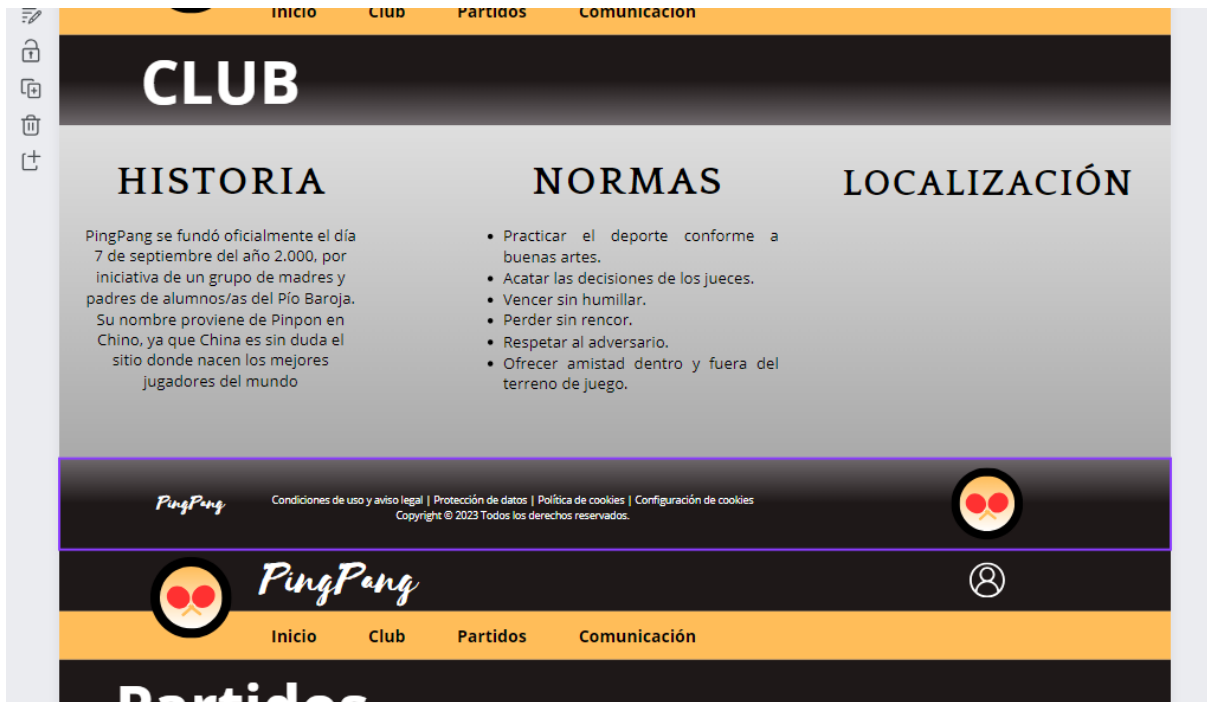 Inicio Club Partidos Comunicación
CLUB
HISTORIA
PingPang se fundó oficialmente el día
7 de septiembre del año 2.000, por
iniciativa de un grupo de madres y
padres de alumnos/as del Pío Baroja.
Su nombre proviene de Pinpon en
Chino, ya que China es sin duda el
sitio donde nacen los mejores
jugadores del mundo
NORMAS
• Practicar el deporte conforme a
buenas artes.
• Acatar las decisiones de los jueces.
• Vencer sin humillar.
• Perder sin rencor.
• Respetar al adversario.
• Ofrecer amistad dentro y fuera del
terreno de juego.
LOCALIZACIÓN
PingPang
Condiciones de uso y aviso legal | Protección de datos | Política de cookies | Configuración de cookies
Copyright © 2023 Todos los derechos reservados.
PingPang
Inicio Club Partidos Comunicación
Partidos